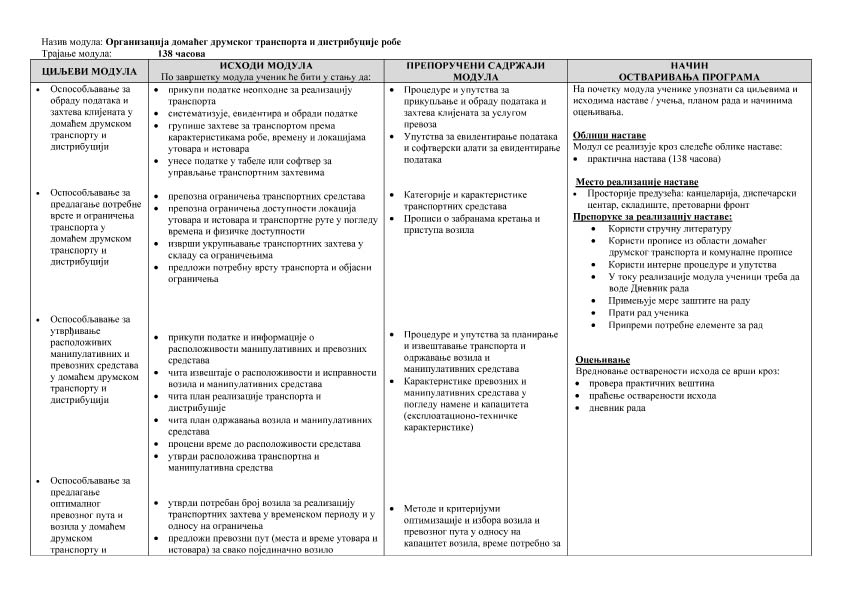 Назив модула: Организација домаћег друмског транспорта и дистрибуције робе
Трајање модула: 138 часова
ЦИЉЕВИ МОДУЛА
ИСХОДИ МОДУЛА
По завршетку модула ученик ће бити у стању да:
ПРЕПОРУЧЕНИ САДРЖАЈИ
МОДУЛА
НАЧИН
ОСТВАРИВАЊА ПРОГРАМА
• Оспособљавање за
обраду података и
захтева клијената у
домаћем друмском
транспорту и
дистрибуцији
• Оспособљавање за
предлагање потребне
врсте и ограничења
транспорта у
домаћем друмском
транспорту и
дистрибуцији
• Оспособљавање за
утврђивање
расположивих
манипулативних и
превозних средстава
у домаћем друмском
транспорту и
дистрибуцији
• Оспособљавање за
предлагање
оптималног
превозног пута и
возила у домаћем
друмском
транспорту и
• прикупи податке неопходне за реализацију
транспорта
• систематизује, евидентира и обради податке
• групише захтеве за транспортом према
карактеристикама робе, времену и локацијама
утовара и истовара
• унесе податке у табеле или софтвер за
управљање транспортним захтевима
• препозна ограничења транспортних средстава
• препозна ограничења доступности локација
утовара и истовара и транспортне руте у погледу
времена и физичке доступности
• изврши укрупњавање транспортних захтева у
складу са ограничењима
• предложи потребну врсту транспорта и објасни
ограничења
• прикупи податке и информације о
расположивости манипулативних и превозних
средстава
• чита извештаје о расположивости и исправности
возила и манипулативних средстава
• чита план реализације транспорта и
дистрибуције
• чита план одржавања возила и манипулативних
средстава
• процени време до расположивости средстава
• утврди расположива транспортна и
манипулативна средства
• утврди потребан број возила за реализацију
транспортних захтева у временском периоду и у
односу на ограничења
• предложи превозни пут (места и време утовара и
истовара) за свако појединачно возило
• Процедуре и упутства за
прикупљање и обраду података и
захтева клијената за услугом
превоза
• Упутства за евидентирање података
и софтверски алати за евидентирање
података
• Категорије и карактеристике
транспортних средстава
• Прописи о забранама кретања и
приступа возила
• Процедуре и упутства за планирање
и извештавање транспорта и
одржавање возила и
манипулативних средстава
• Карактеристике превозних и
манипулативних средстава у
погледу намене и капацитета
(експлоатационо-техничке
карактеристике)
• Методе и критеријуми
оптимизације и избора возила и
превозног пута у односу на
капацитет возила, време потребно за
На почетку модула ученике упознати са циљевима и
исходима наставе / учења, планом рада и начинима
оцењивања.
Облици наставе
Модул се реализује кроз следеће облике наставе:
• практична настава (138 часова)
Место реализације наставе
• Просторије предузећа: канцеларија, диспечарски
центар, складиште, претоварни фронт
Препоруке за реализацију наставе:
• Користи стручну литературу
• Користи прописе из области домаћег
друмског транспорта и комуналне прописе
• Користи интерне процедуре и упутства
• У току реализације модула ученици треба да
воде Дневник рада
• Примењује мере заштите на раду
• Прати рад ученика
• Припреми потребне елементе за рад
Оцењивање
Вредновање остварености исхода се врши кроз:
• провера практичних вештина
• праћење остварености исхода
• дневник рада